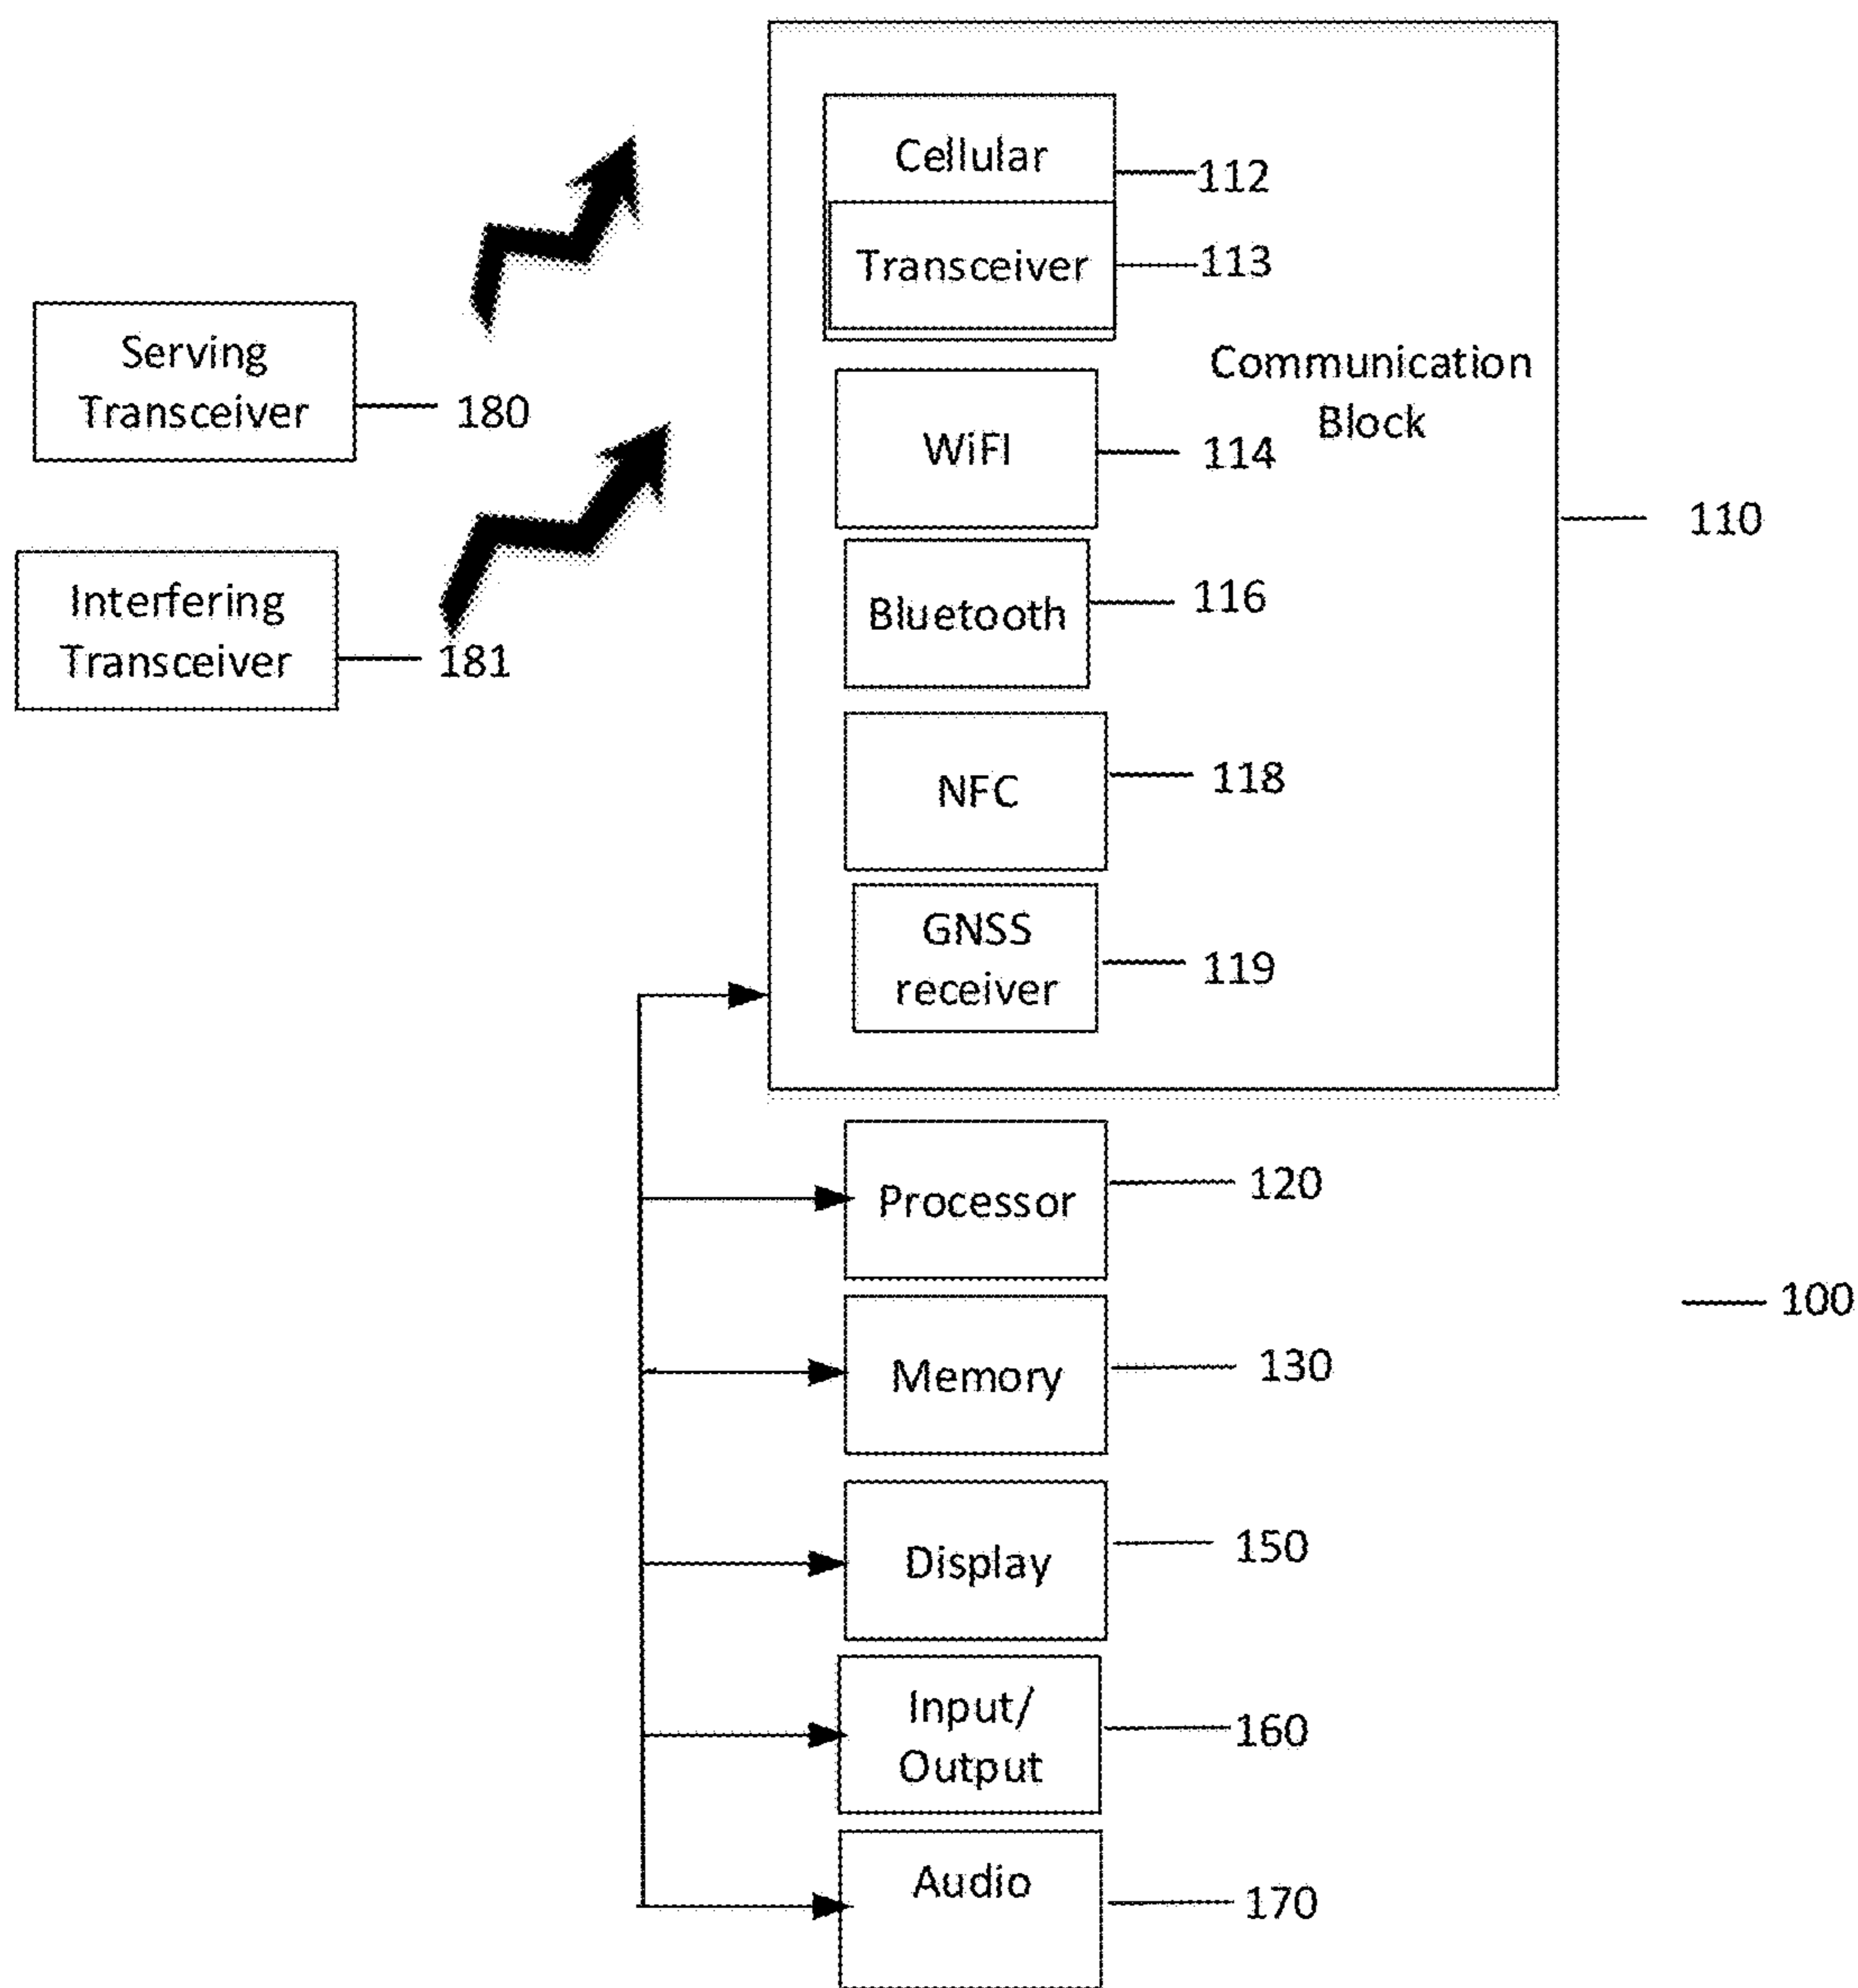 Cellular
112
Transceiver
113
Serving
Transceiver
180
Communication
Block
WiFI
114
110
Interfering
Transceiver
181
Bluetooth
116
NFC
118
GNSS
receiver
119
Processor
120
100
Memory
130
Display
150
Input/
Output
160
Audio
170